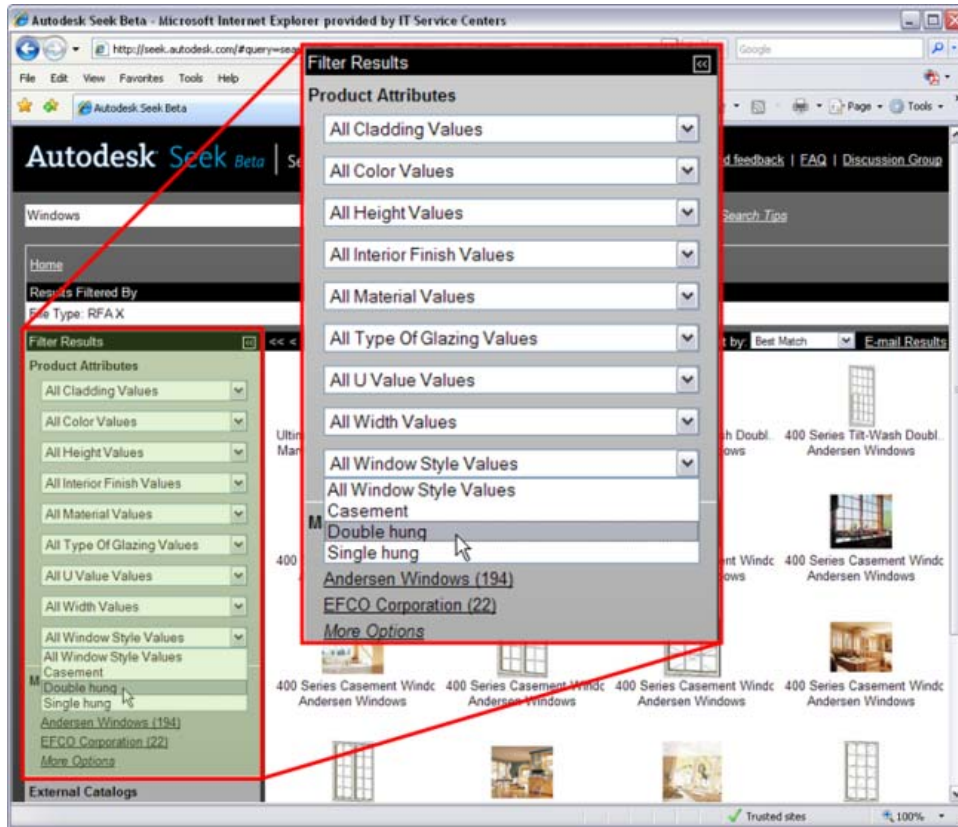 Autodesk Seek Beta - Microsoft Internet Explorer provided by IT Service Centers
http://seek.autodesk.com/#query=sea
Google
File Edit View Favorites Tools Help
Autodesk Seek Beta
Page Tools
Autodesk Seek Beta
feedback | FAQ | Discussion Group
Windows
Search Tips
Home
Results Filtered By
File Type: RFA X
Filter Results
Product Attributes
All Cladding Values
All Color Values
All Height Values
All Interior Finish Values
All Material Values
All Type Of Glazing Values
All U Value Values
All Width Values
All Window Style Values
All Window Style Values
Casement
Double hung
Single hung
Andersen Windows (194)
EFCO Corporation (22)
More Options
External Catalogs
Filter Results
Product Attributes
All Cladding Values
All Color Values
All Height Values
All Interior Finish Values
All Material Values
All Type Of Glazing Values
All U Value Values
All Width Values
All Window Style Values
All Window Style Values
Casement
Double hung
Single hung
Andersen Windows (194)
EFCO Corporation (22)
More Options
<< <
by: Best Match
E-mail Results
400 Series Tilt-Wash Doubl..
Andersen Windows
400 Series Casement Windc
Andersen Windows
400 Series Casement Windc
Andersen Windows
400 Series Casement Windc
Andersen Windows
400 Series Casement Windc
Andersen Windows
400 Series Casement Windc
Andersen Windows
Trusted sites
100%